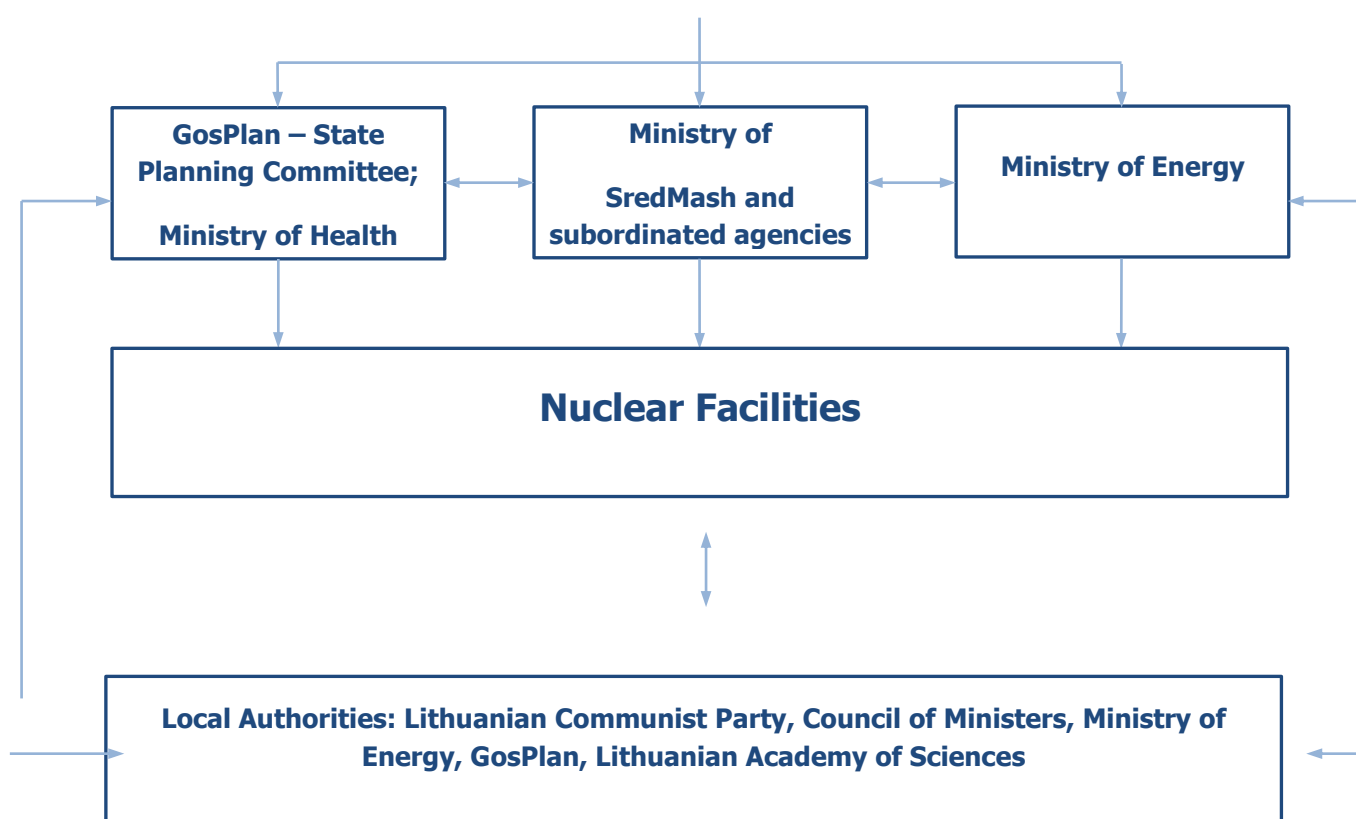 GosPlan – State
Planning Committee;
Ministry of Health
Ministry of
SredMash and
subordinated agencies
Ministry of Energy
Nuclear Facilities
Local Authorities: Lithuanian Communist Party, Council of Ministers, Ministry of
Energy, GosPlan, Lithuanian Academy of Sciences